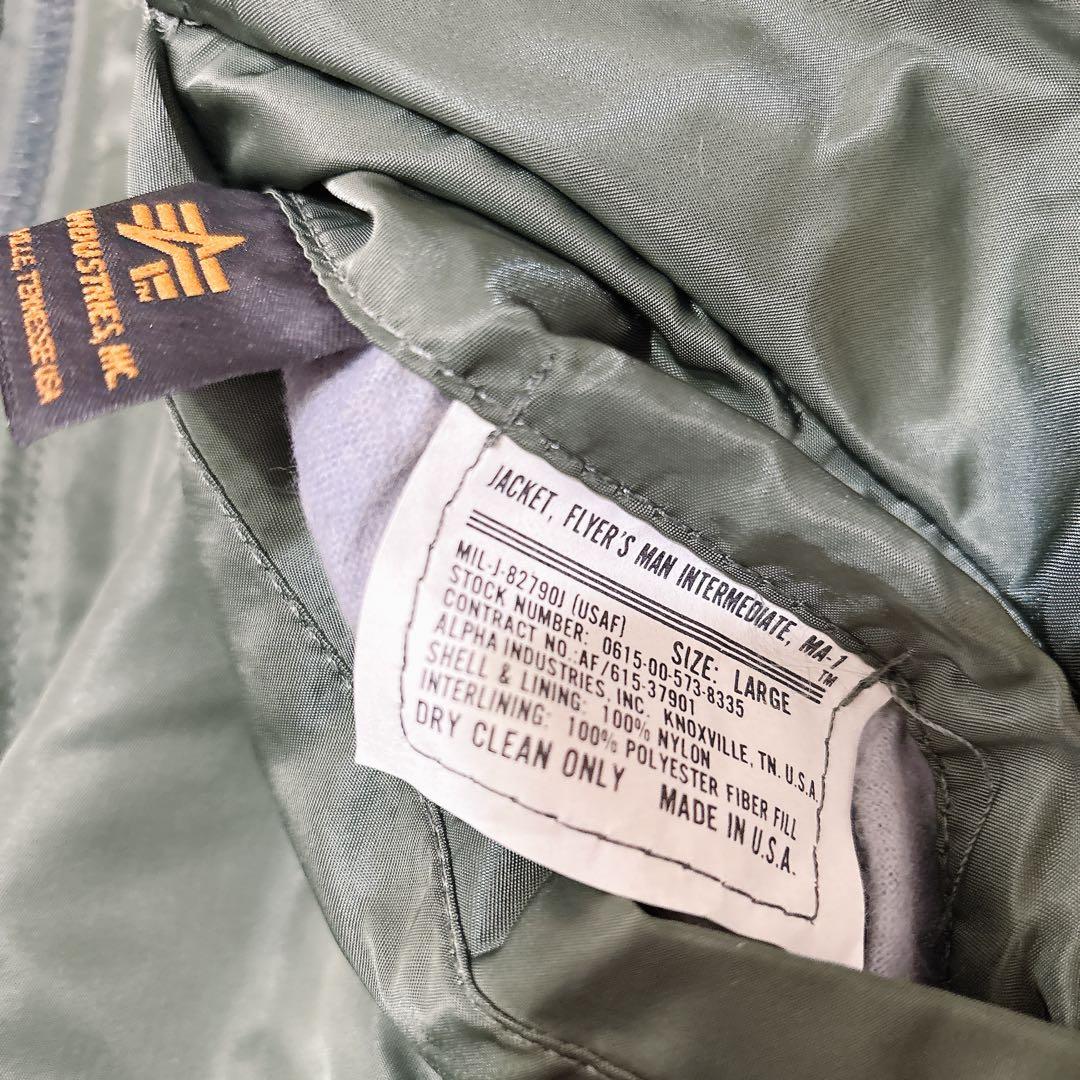 INDUSTRIES, INC.
TENNESSE USA
TM
JACKET, FLYER'S MAN INTERMEDIATE, MA-1
TM
MIL-J-82790J (USAF) SIZE: LARGE
STOCK NUMBER: 0615-00-573-8335
CONTRACT NO.:AF/615-37901
ALPHA INDUSTRIES, INC. KNOXVILLE, TN. U.S.A.
SHELL & LINING: 100% NYLON
INTERLINING: 100% POLYESTER FIBER FILL
DRY CLEAN ONLY MADE IN U.S.A.